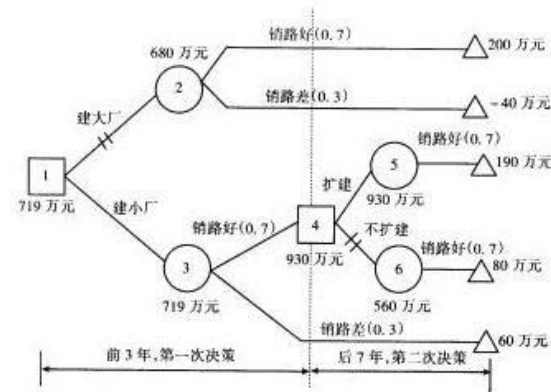 销路好(0.7)
200 万元
680 万元
2
销路差(0.3)
-40 万元
建大厂
销路好(0.7)
5
190 万元
1
扩建
930 万元
719 万元
建小厂
销路好(0.7)
4
不扩建
销路好(0.7)
930 万元
6
80 万元
3
560 万元
719 万元
销路差(0.3)
60 万元
前 3 年,第一次决策
后 7 年,第二次决策